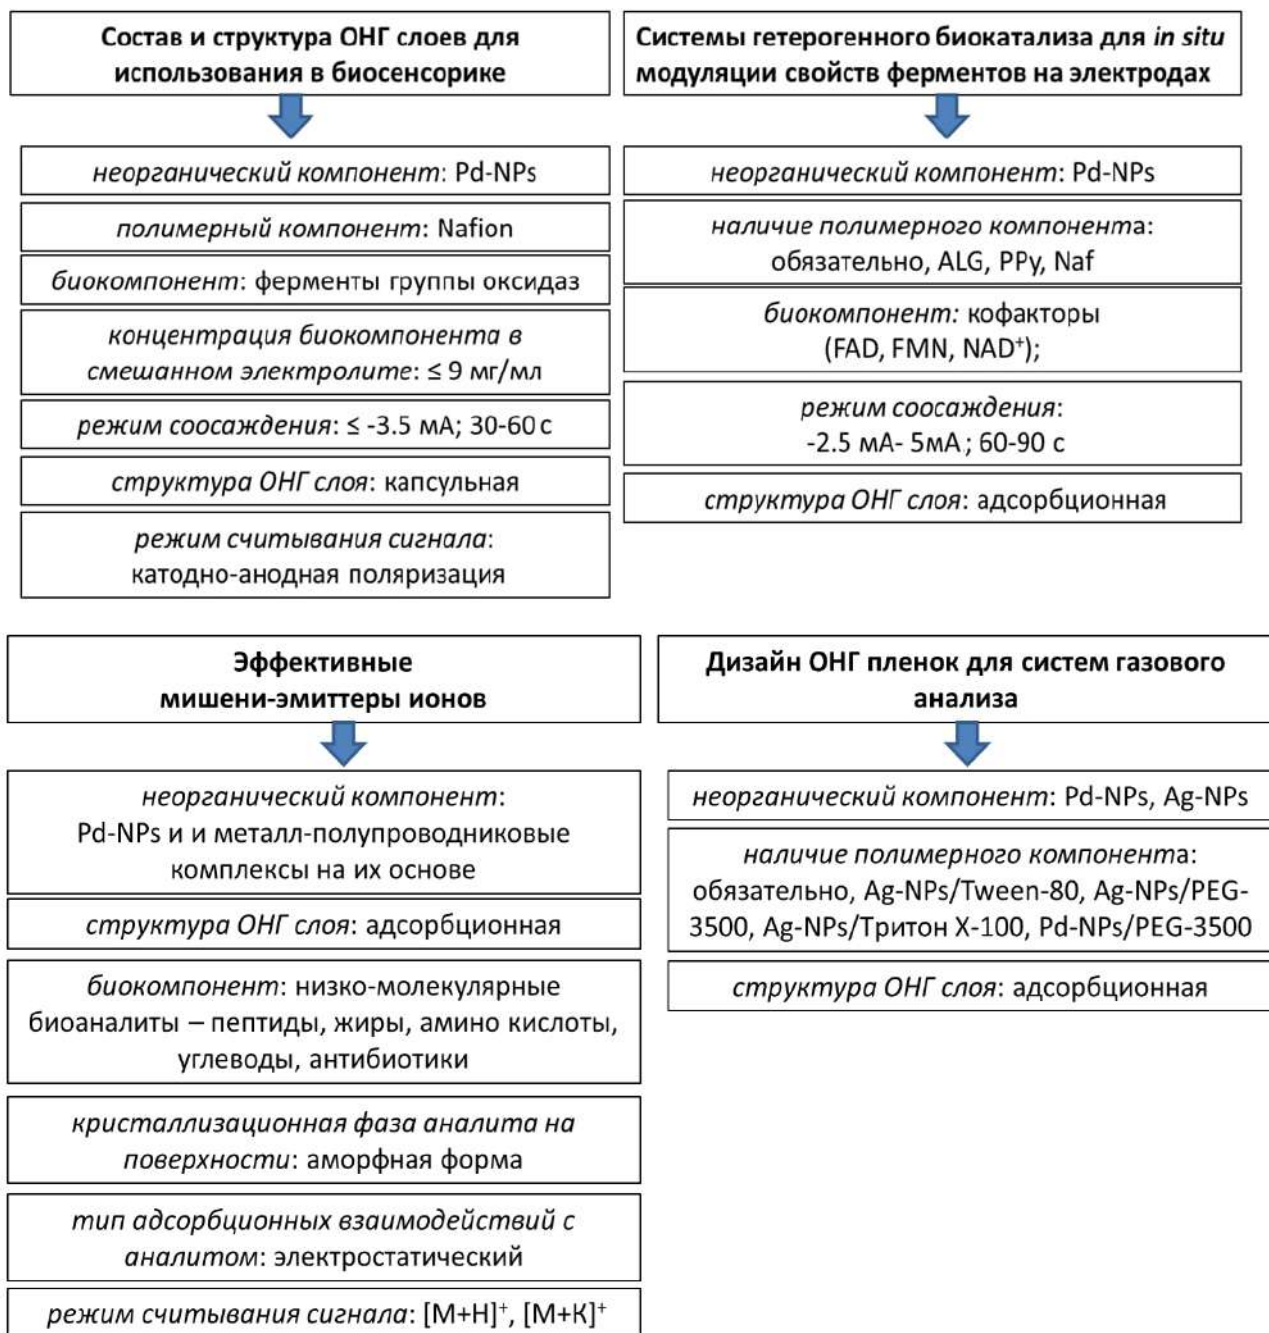 Состав и структура ОНГ слоев для
использования в биосенсорике
неорганический компонент: Pd-NPs
полимерный компонент: Nafion
биокомпонент: ферменты группы оксидаз
концентрация биокомпонента в
смешанном электролите: ≤ 9 мг/мл
режим соосаждения: ≤ -3.5 мА; 30-60 с
структура ОНГ слоя: капсульная
режим считывания сигнала:
катодно-анодная поляризация
Системы гетерогенного биокатализа для in situ
модуляции свойств ферментов на электродах
неорганический компонент: Pd-NPs
наличие полимерного компонента:
обязательно, ALG, PPy, Naf
биокомпонент: кофакторы
(FAD, FMN, NAD⁺);
режим соосаждения:
-2.5 мА- 5мА; 60-90 с
структура ОНГ слоя: адсорбционная
Эффективные
мишени-эмиттеры ионов
неорганический компонент:
Pd-NPs и и металл-полупроводниковые
комплексы на их основе
структура ОНГ слоя: адсорбционная
биокомпонент: низко-молекулярные
биоаналиты – пептиды, жиры, амино кислоты,
углеводы, антибиотики
кристаллизационная фаза аналита на
поверхности: аморфная форма
тип адсорбционных взаимодействий с
аналитом: электростатический
режим считывания сигнала: [М+Н]⁺, [М+К]⁺
Дизайн ОНГ пленок для систем газового
анализа
неорганический компонент: Pd-NPs, Ag-NPs
наличие полимерного компонента:
обязательно, Ag-NPs/Tween-80, Ag-NPs/PEG-
3500, Ag-NPs/Тритон Х-100, Pd-NPs/PEG-3500
структура ОНГ слоя: адсорбционная